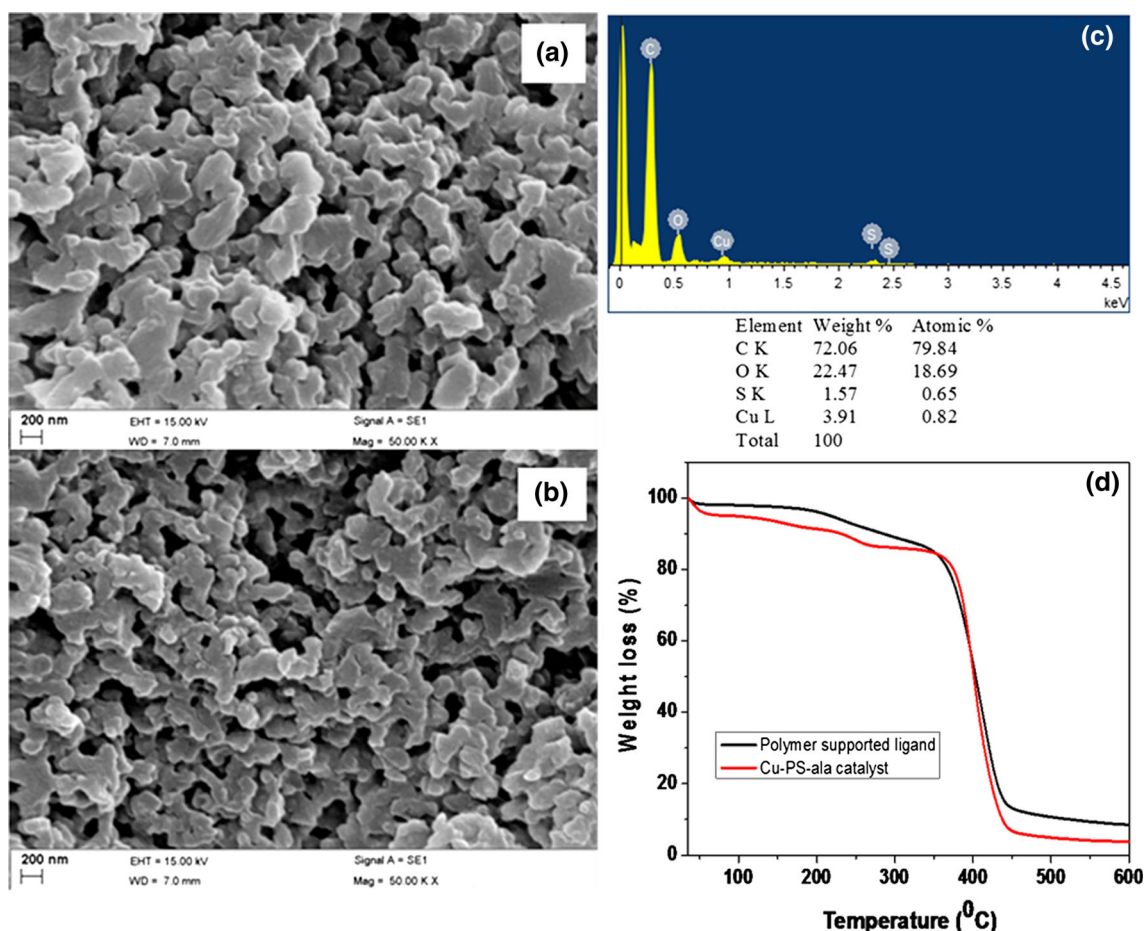 (a)
200 nm
EHT = 15.00 kV
Signal A = SE1
WD = 7.0 mm
Mag = 50.00 K X
(b)
200 nm
EHT = 15.00 kV
Signal A = SE1
WD = 7.0 mm
Mag = 50.00 K X
(c)
C
O
Cu
S
S
0 0.5 1 1.5 2 2.5 3 3.5 4 4.5
keV
Element Weight % Atomic %
C K 72.06 79.84
O K 22.47 18.69
S K 1.57 0.65
Cu L 3.91 0.82
Total 100
(d)
Weight loss (%)
100
80
60
40
20
0
Polymer supported ligand
Cu-PS-ala catalyst
100 200 300 400 500 600
Temperature (⁰C)